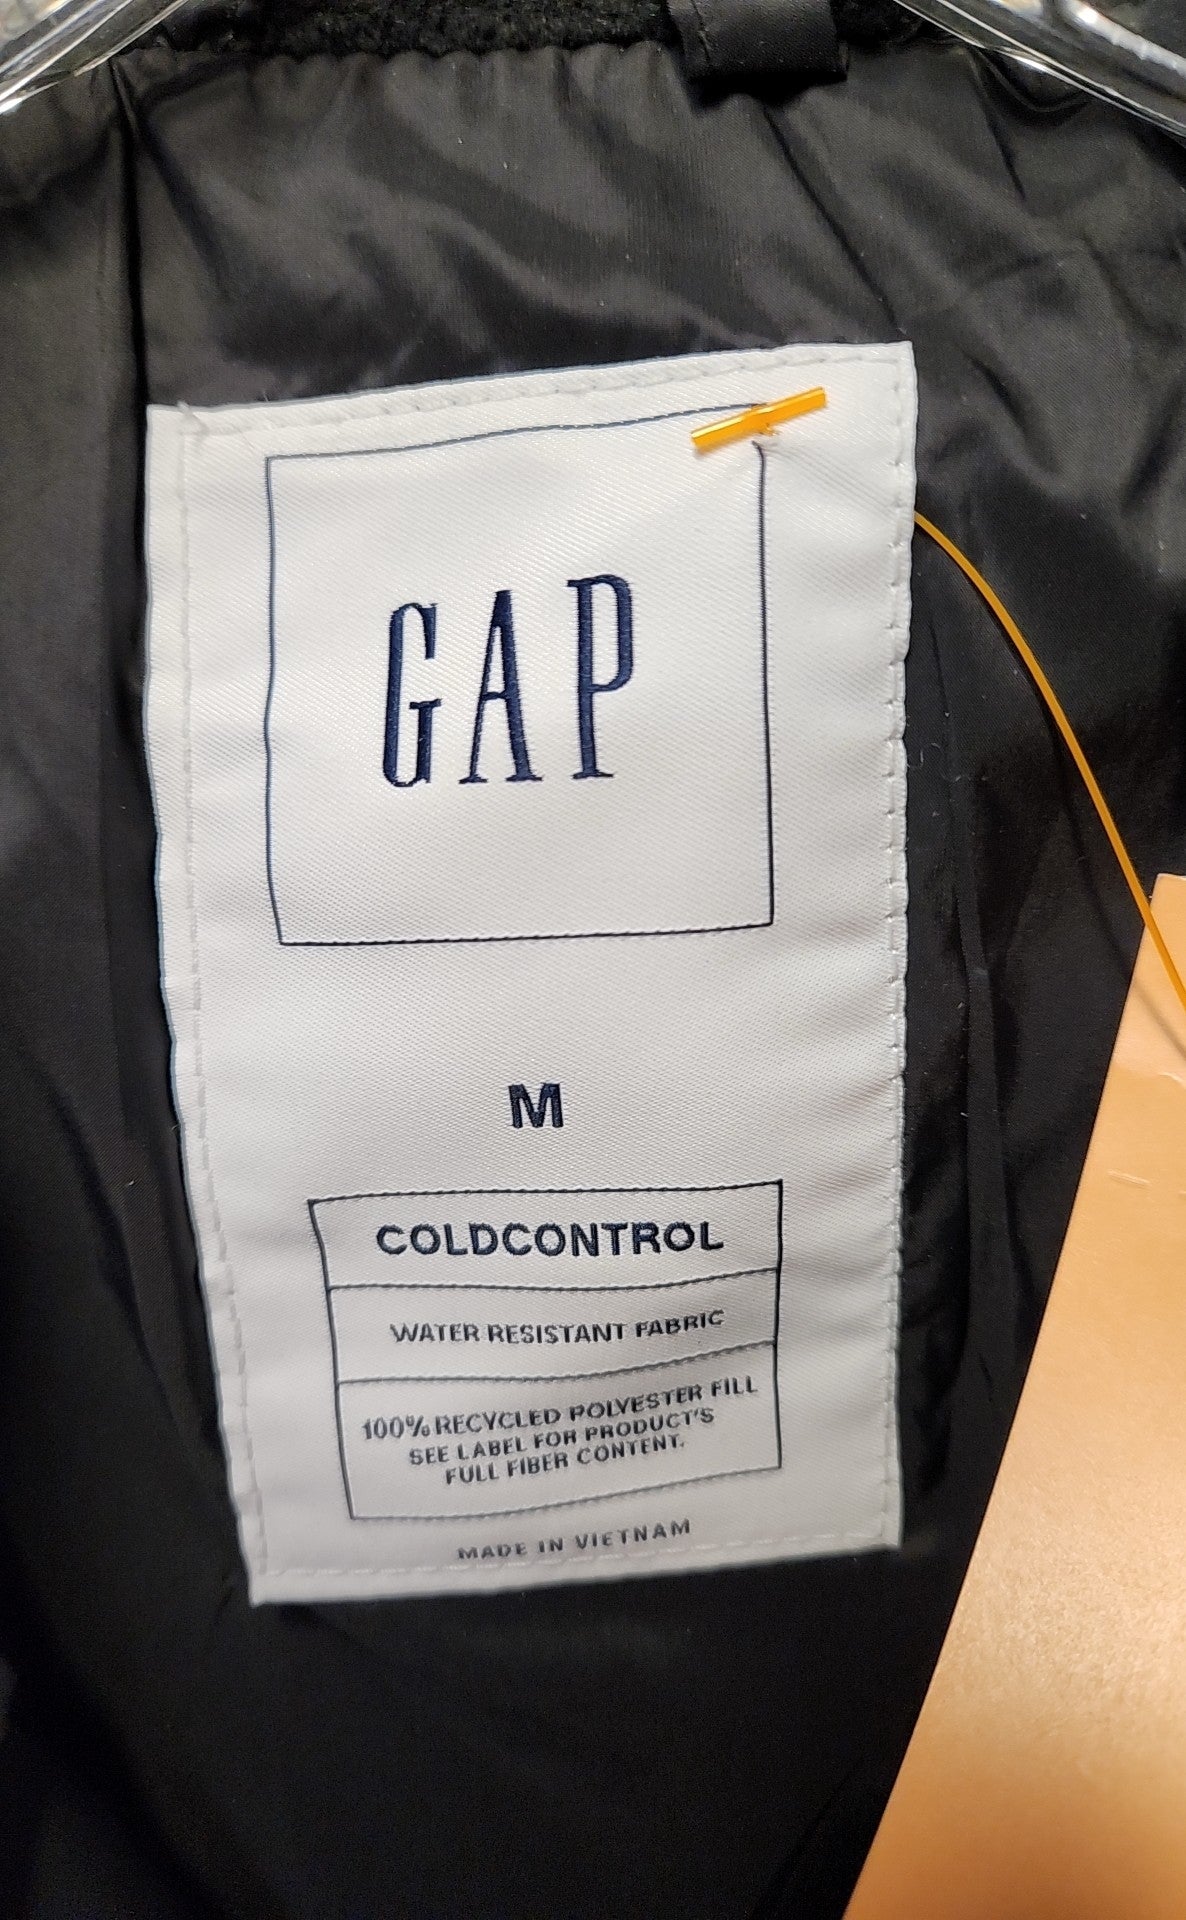 GAP
M
COLDCONTROL
WATER RESISTANT FABRIC
100% RECYCLED POLYESTER FILL
SEE LABEL FOR PRODUCT'S
FULL FIBER CONTENT.
MADE IN VIETNAM